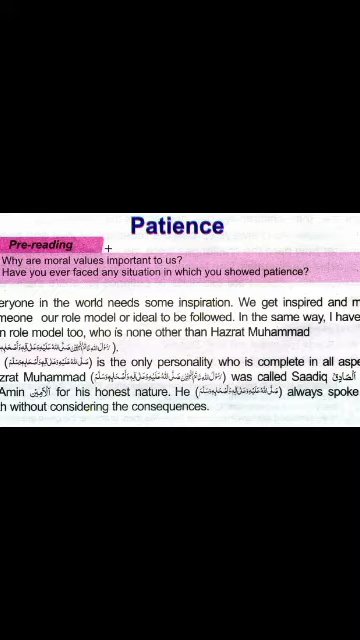 Patience
Pre-reading
Why are moral values important to us?
Have you ever faced any situation in which you showed patience?
eryone in the world needs some inspiration. We get inspired and m
meone our role model or ideal to be followed. In the same way, I have
n role model too, who is none other than Hazrat Muhammad
).
( ) is the only personality who is complete in all aspe
zrat Muhammad ( ) was called Saadiq
Amin for his honest nature. He ( ) always spoke
h without considering the consequences.